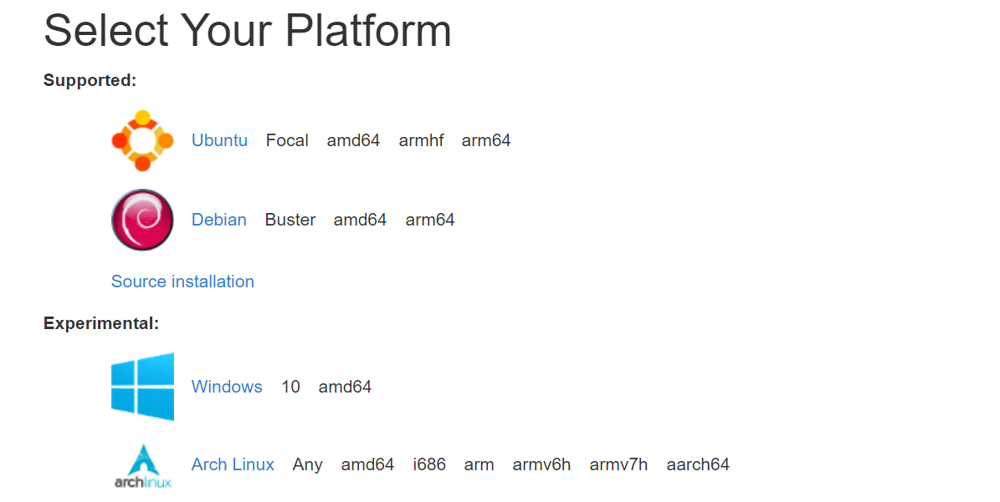 Select Your Platform
Supported:
Ubuntu Focal amd64 armhf arm64
Debian Buster amd64 arm64
Source installation
Experimental:
Windows 10 amd64
Arch Linux Any amd64 i686 arm armv6h armv7h aarch64
archlinux